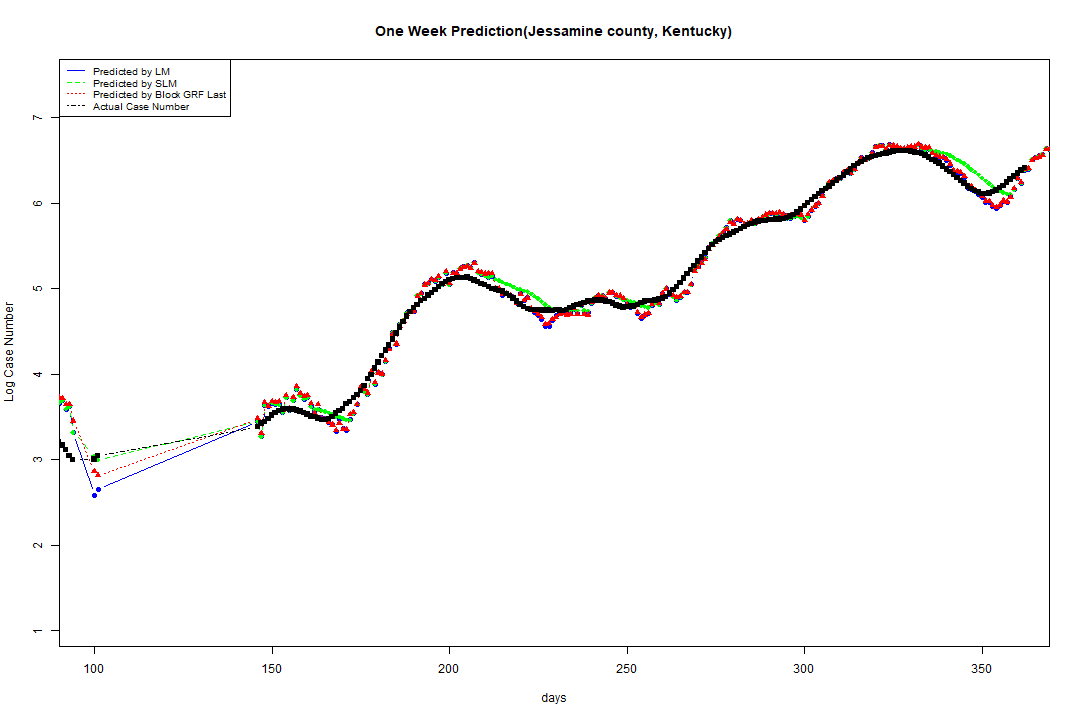 One Week Prediction(Jessamine county, Kentucky)
Predicted by LM
Predicted by SLM
Predicted by Block GRF Last
Actual Case Number
7
6
5
4
3
2
1
Log Case Number
100 150 200 250 300 350
days